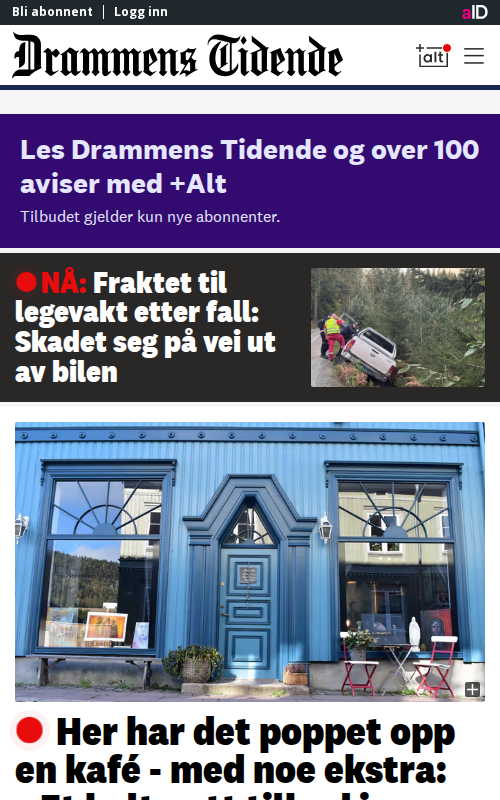 Bli abonnent | Logg inn
aID
Drammens Tidende
+alt
Les Drammens Tidende og over 100
aviser med +Alt
Tilbudet gjelder kun nye abonnenter.
NÅ: Fraktet til
legevakt etter fall:
Skadet seg på vei ut
av bilen
Her har det poppet opp
en kafé - med noe ekstra: